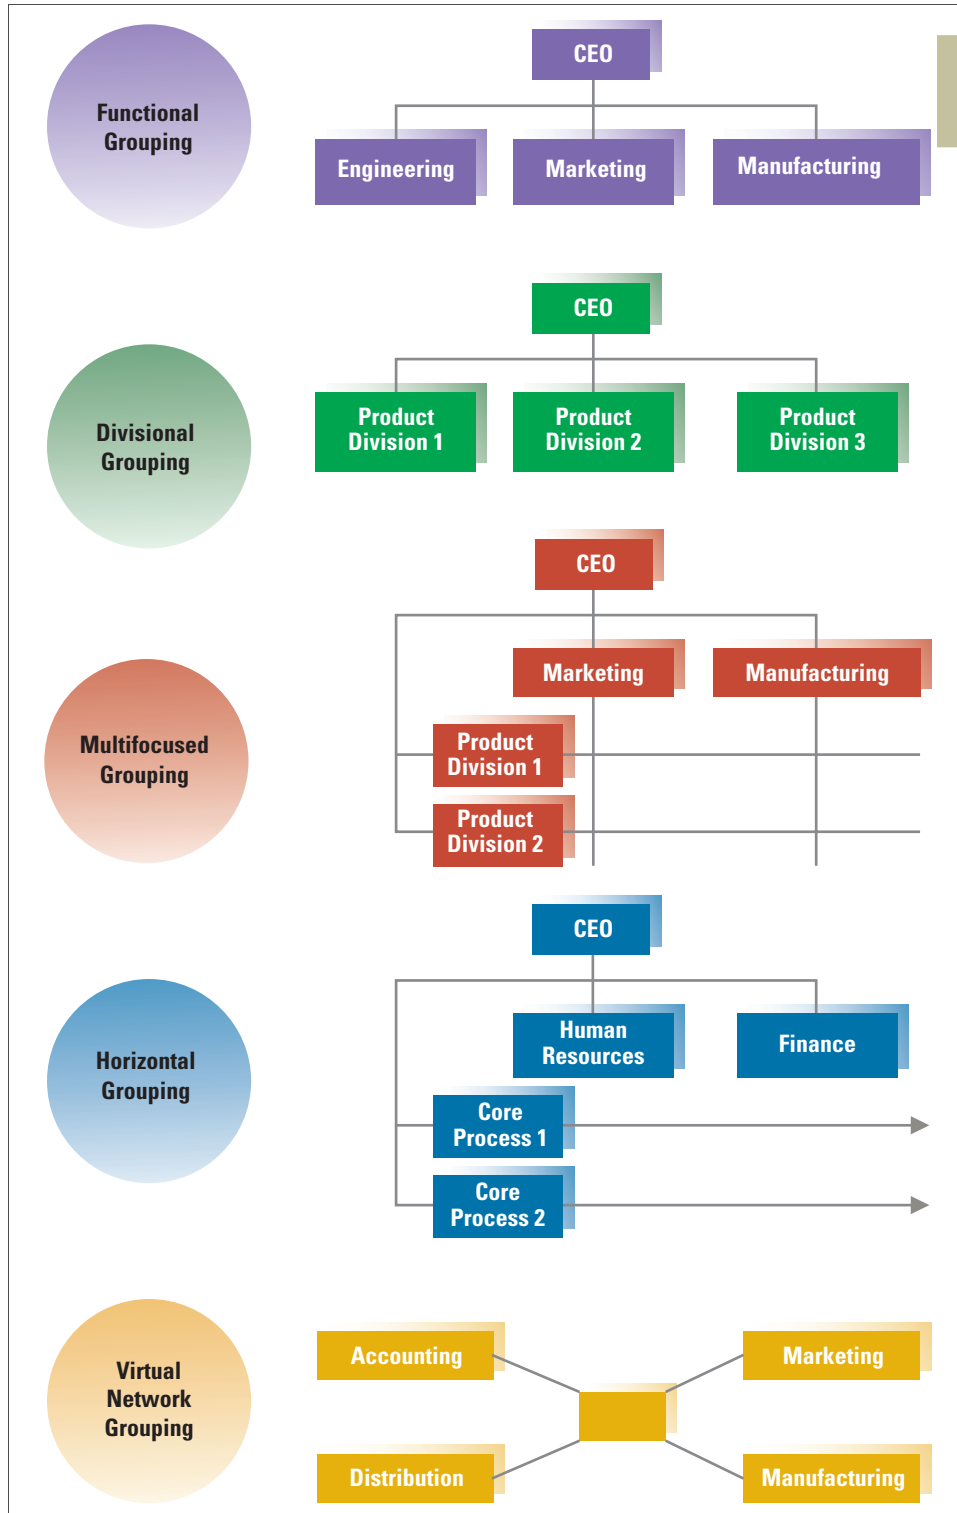 Functional
Grouping
CEO
Engineering
Marketing
Manufacturing
Divisional
Grouping
CEO
Product
Division 1
Product
Division 2
Product
Division 3
Multifocused
Grouping
CEO
Marketing
Manufacturing
Product
Division 1
Product
Division 2
Horizontal
Grouping
CEO
Human
Resources
Finance
Core
Process 1
Core
Process 2
Virtual
Network
Grouping
Accounting
Marketing
Distribution
Manufacturing